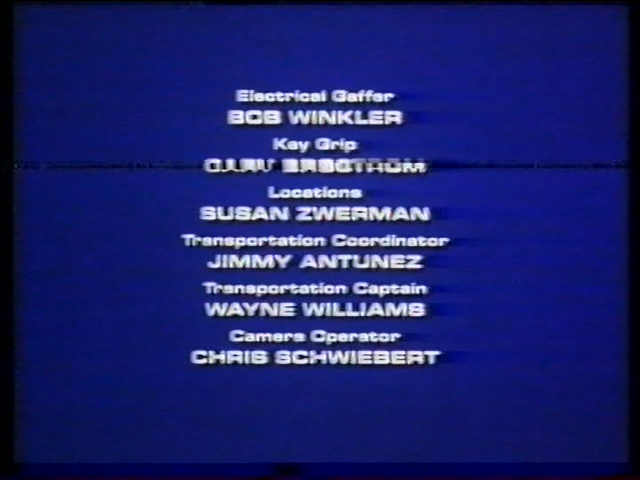 Electrical Gaffer
BOB WINKLER
Key Grip
Locations
SUSAN ZWERMAN
Transportation Coordinator
JIMMY ANTUNEZ
Transportation Captain
WAYNE WILLIAMS
Camera Operator
CHRIS SCHWIEBERT